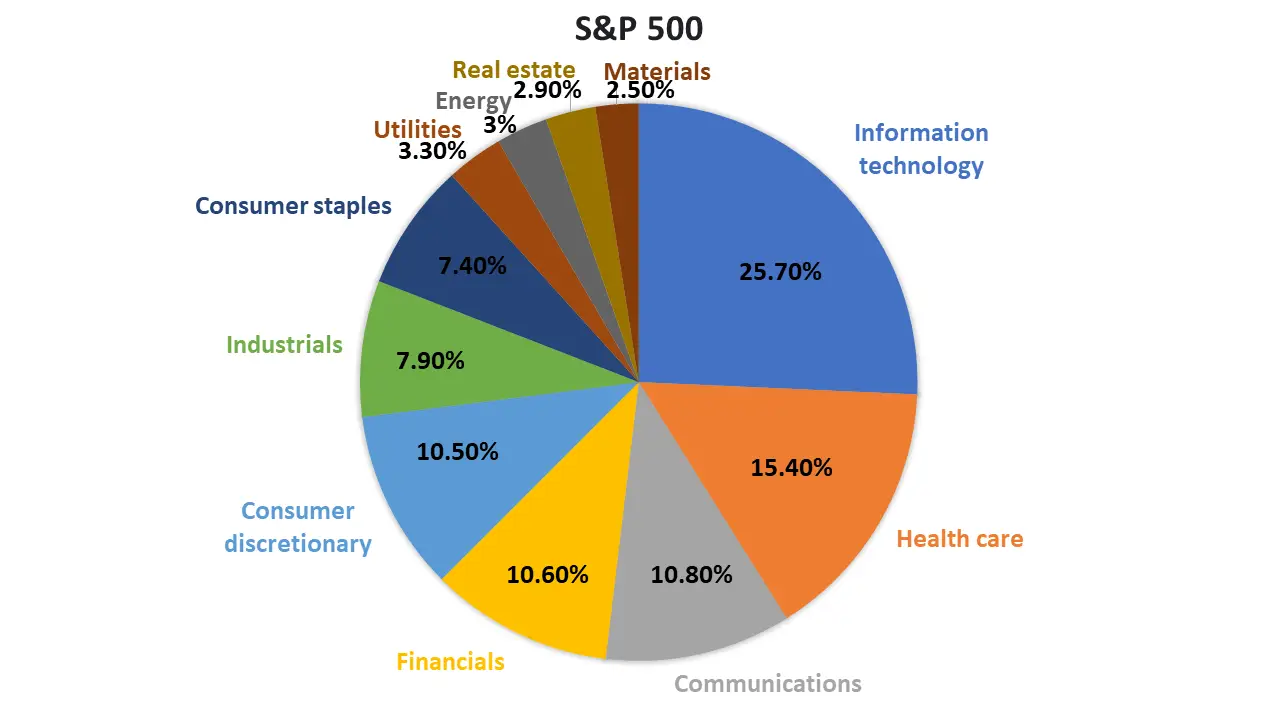 S&P 500
Real estate
2.90%
Materials
2.50%
Energy
3%
Utilities
3.30%
Information
technology
25.70%
Consumer staples
7.40%
Industrials
7.90%
10.50%
Consumer
discretionary
15.40%
Health care
10.60%
Financials
10.80%
Communications